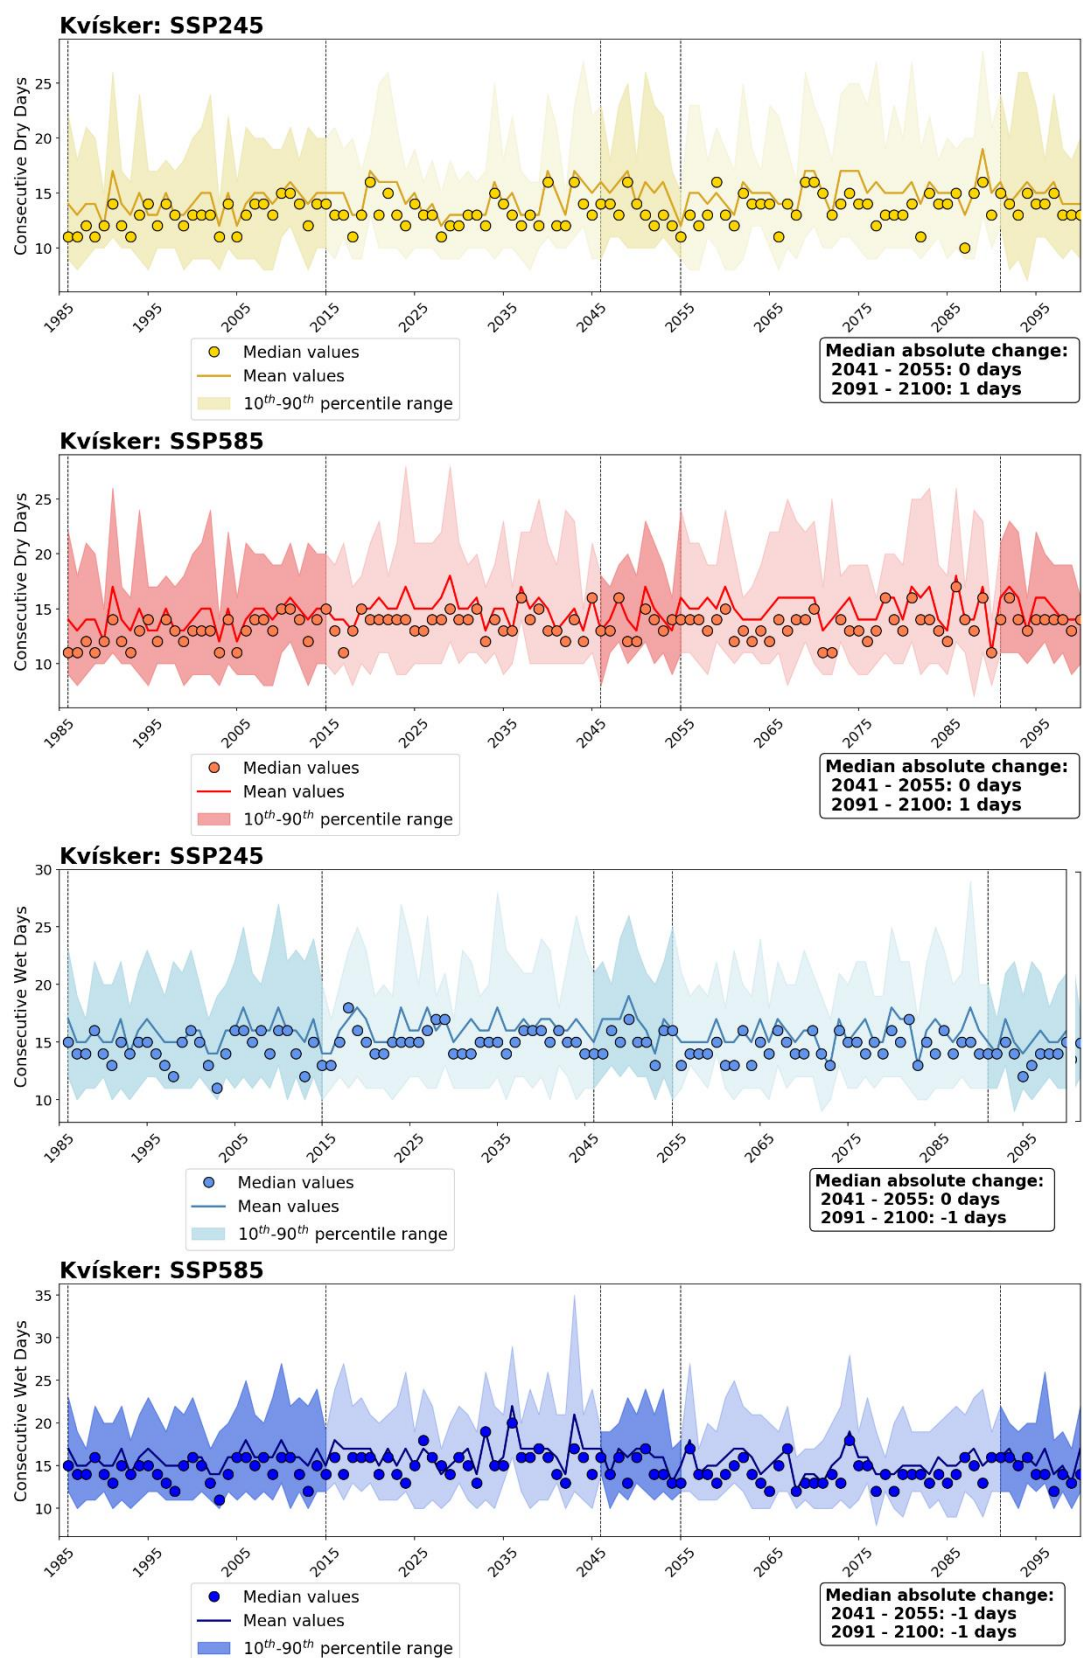 Kvísker: SSP245
Consecutive Dry Days
25
20
15
10
1985 1995 2005 2015 2025 2035 2045 2055 2065 2075 2085 2095
Median values
Mean values
10th-90th percentile range
Median absolute change:
2041 - 2055: 0 days
2091 - 2100: 1 days
Kvísker: SSP585
Consecutive Dry Days
25
20
15
10
1985 1995 2005 2015 2025 2035 2045 2055 2065 2075 2085 2095
Median values
Mean values
10th-90th percentile range
Median absolute change:
2041 - 2055: 0 days
2091 - 2100: 1 days
Kvísker: SSP245
Consecutive Wet Days
30
25
20
15
10
1985 1995 2005 2015 2025 2035 2045 2055 2065 2075 2085 2095
Median values
Mean values
10th-90th percentile range
Median absolute change:
2041 - 2055: 0 days
2091 - 2100: -1 days
Kvísker: SSP585
Consecutive Wet Days
35
30
25
20
15
10
1985 1995 2005 2015 2025 2035 2045 2055 2065 2075 2085 2095
Median values
Mean values
10th-90th percentile range
Median absolute change:
2041 - 2055: -1 days
2091 - 2100: -1 days